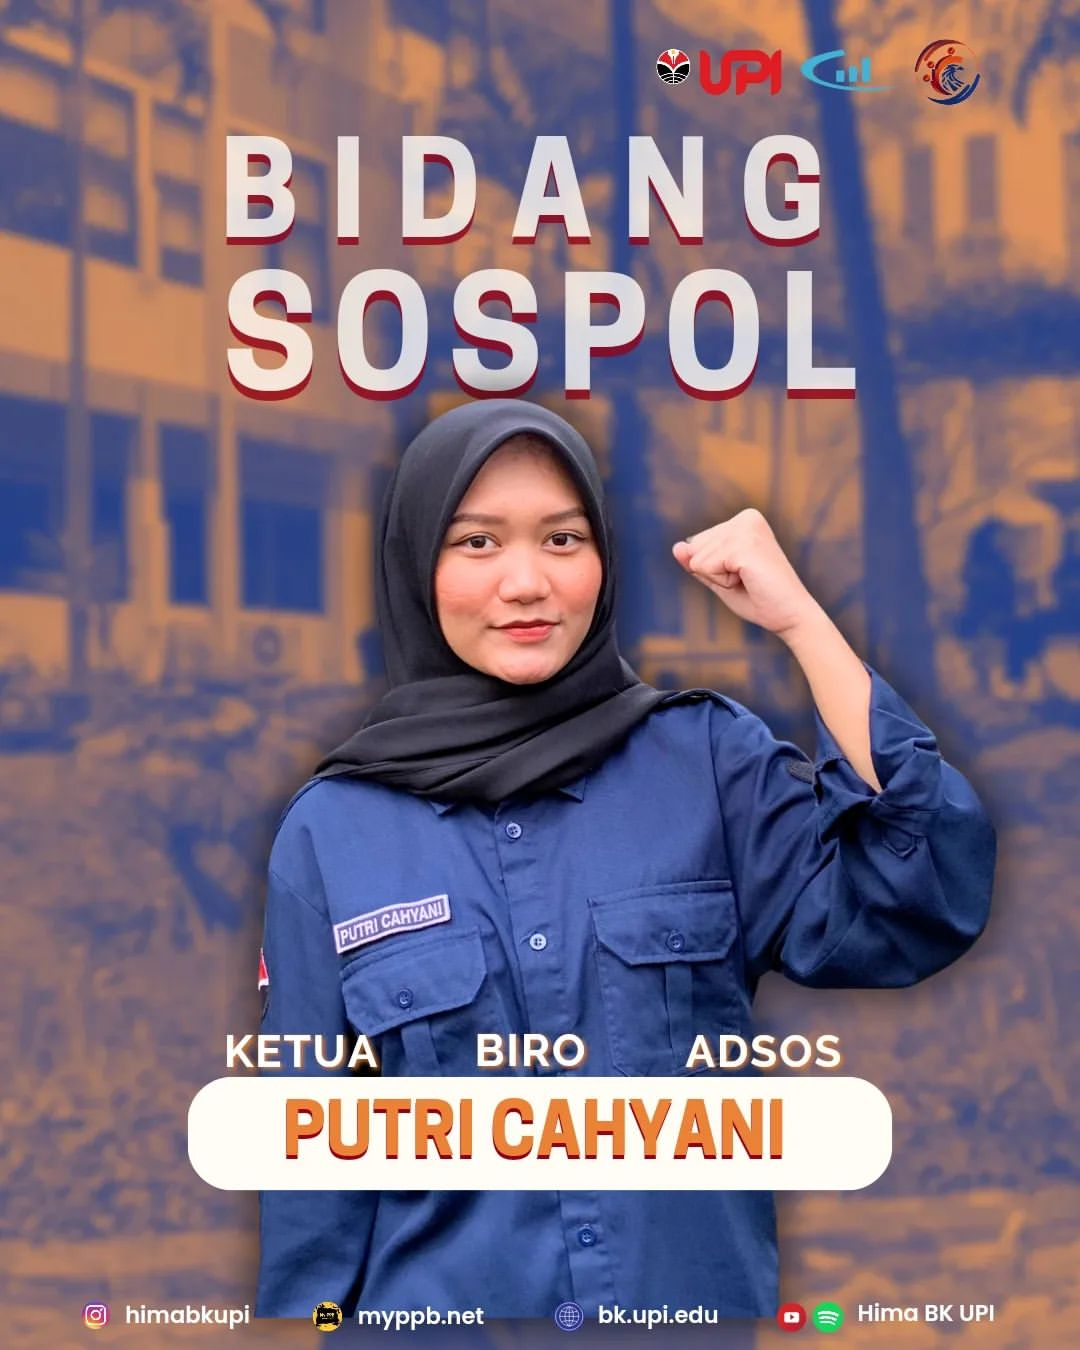 UPI
BIDANG
SOSPOL
PUTRI CAHYANI
KETUA BIRO ADSOS
PUTRI CAHYANI
himabkupi
myppb.net
bk.upi.edu
Hima BK UPI